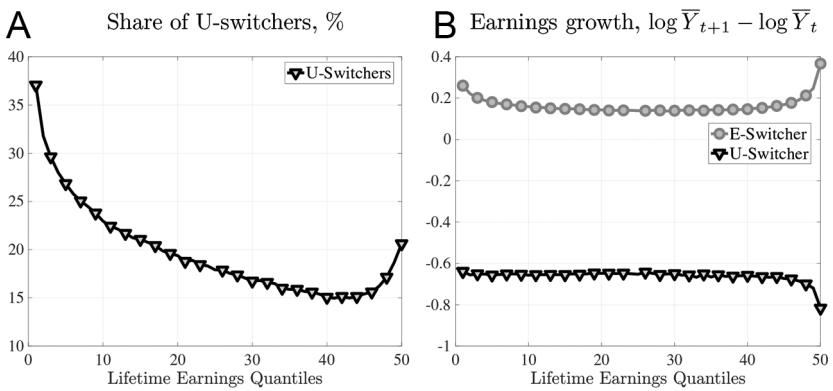 A Share of U-switchers, %
U-Switchers
40
35
30
25
20
15
10
0 10 20 30 40 50
Lifetime Earnings Quantiles
B Earnings growth, log Y̅ₜ₊₁ − log Y̅ₜ
0.4
0.2
0
-0.2
-0.4
-0.6
-0.8
-1
E-Switcher
U-Switcher
0 10 20 30 40 50
Lifetime Earnings Quantiles